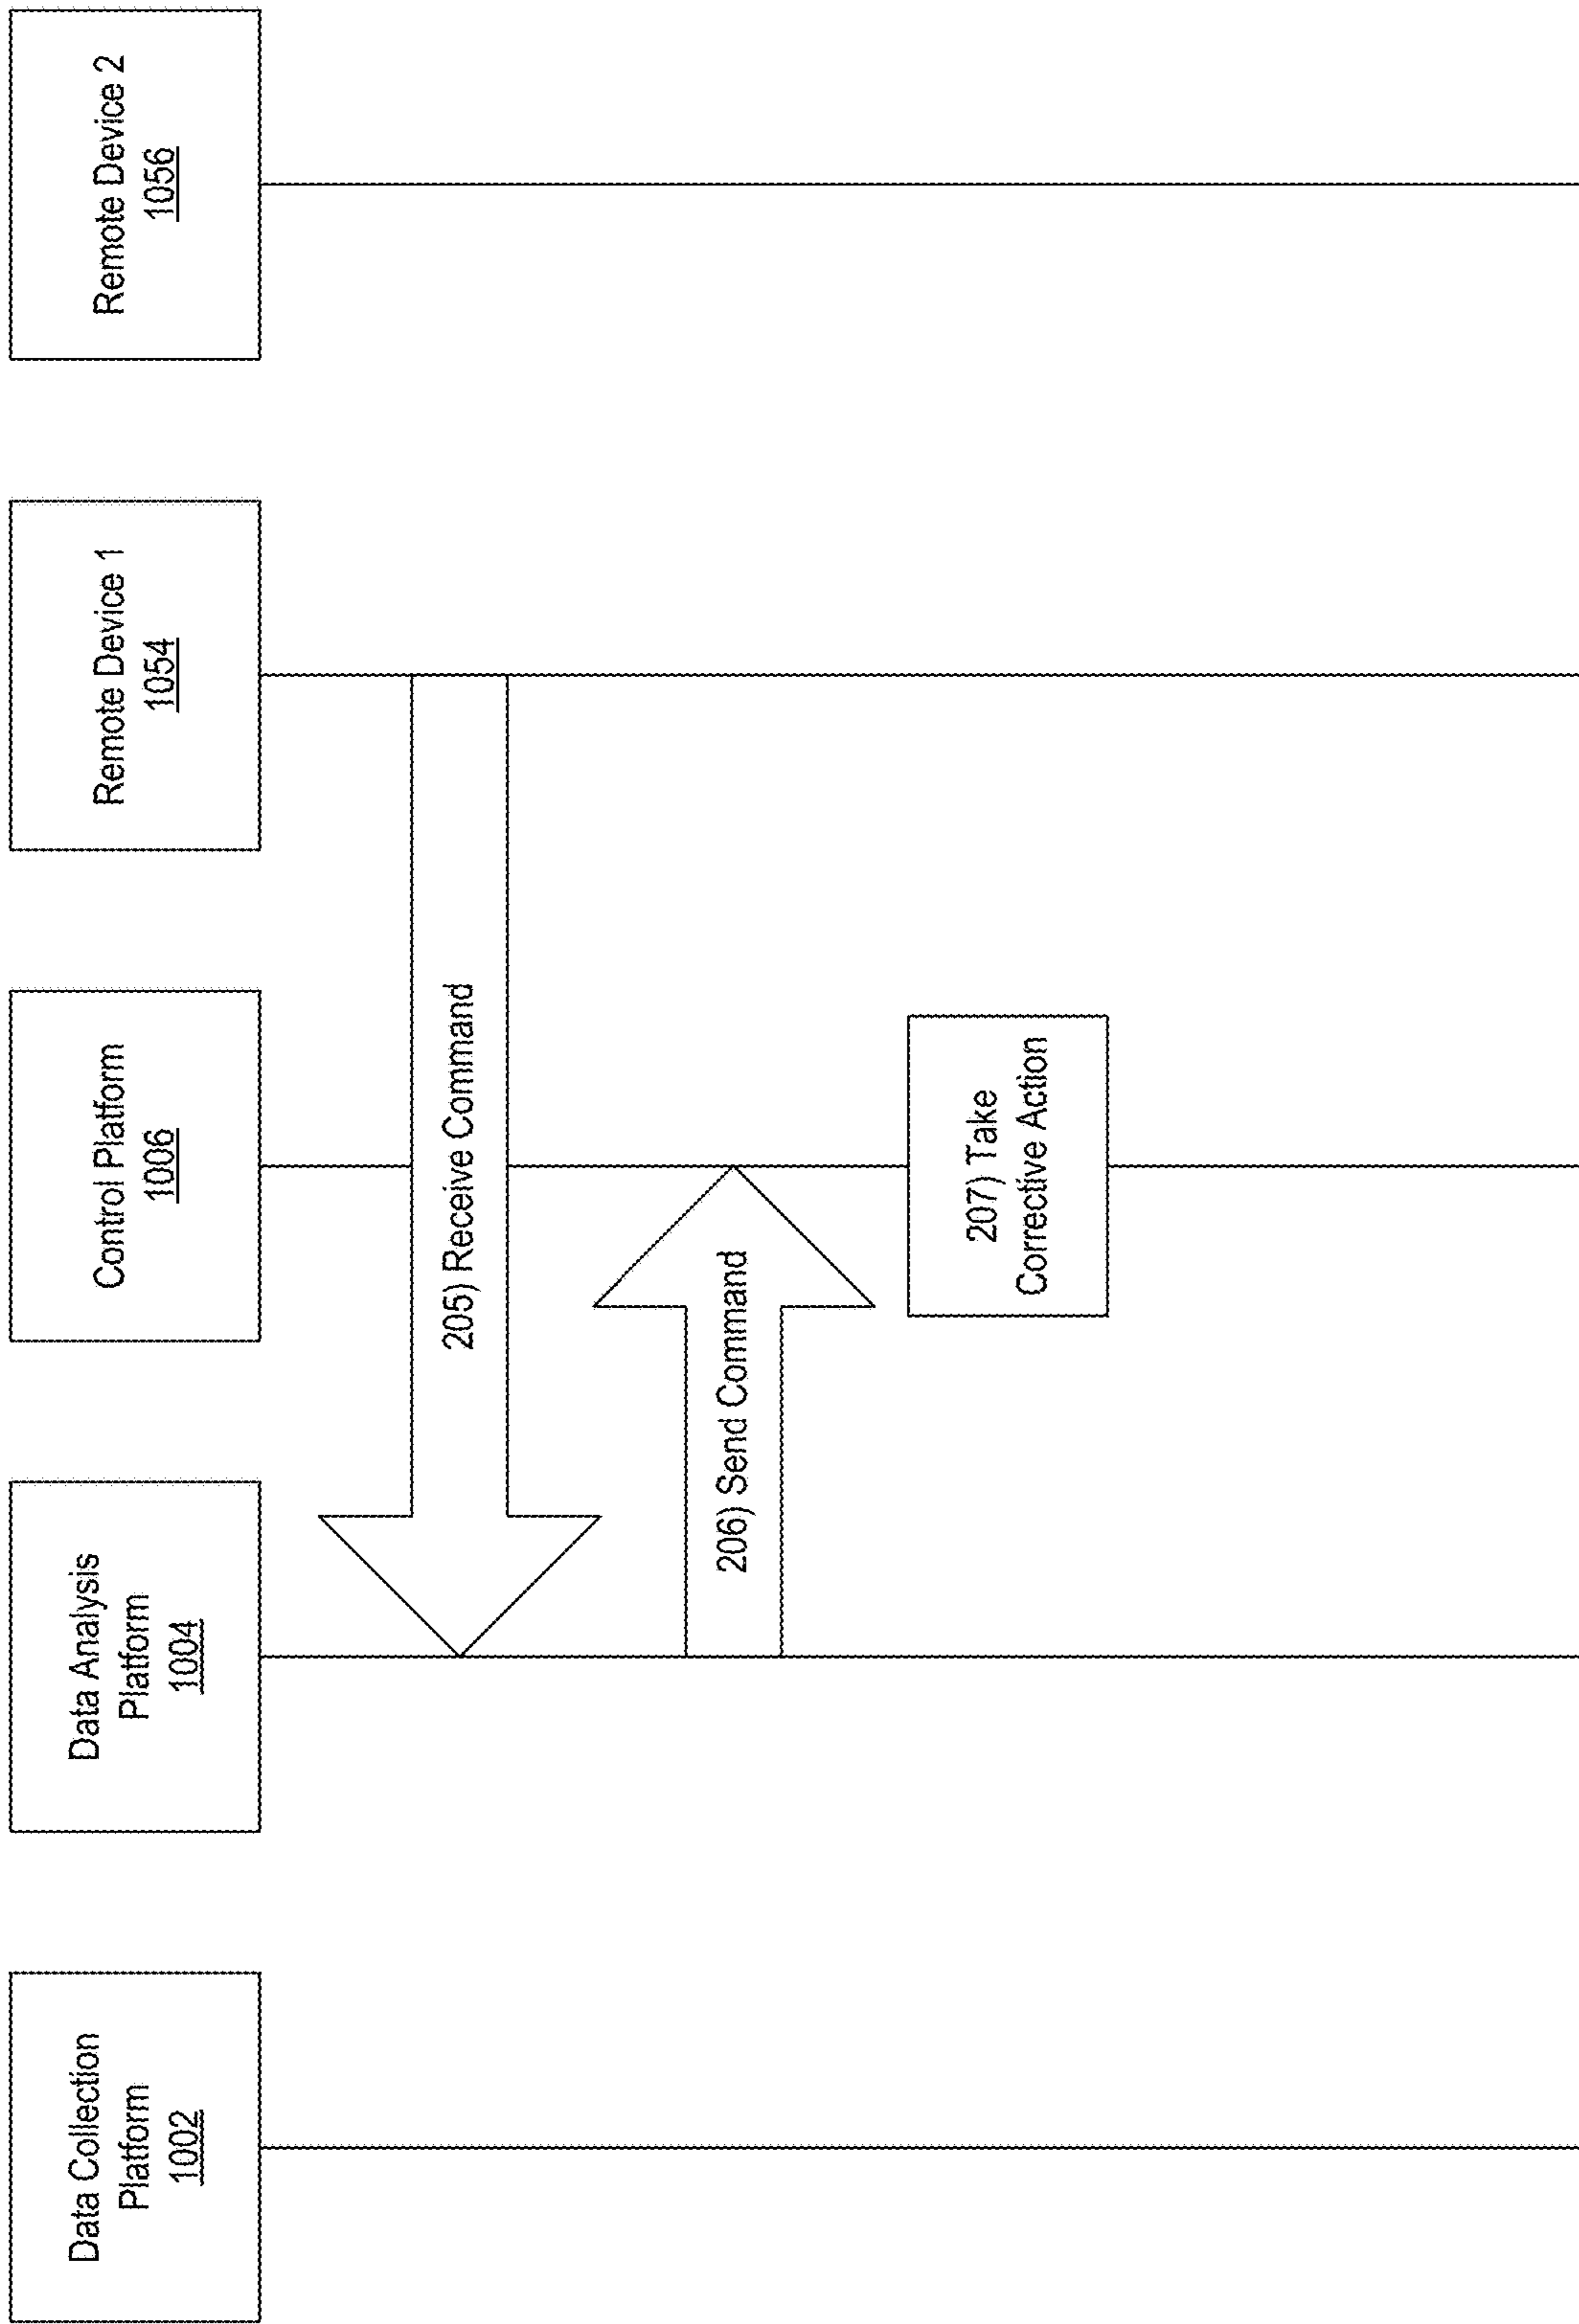 Data Collection
Platform
1002
Data Analysis
Platform
1004
Control Platform
1006
Remote Device 1
1054
Remote Device 2
1056
205) Receive Command
206) Send Command
207) Take
Corrective Action